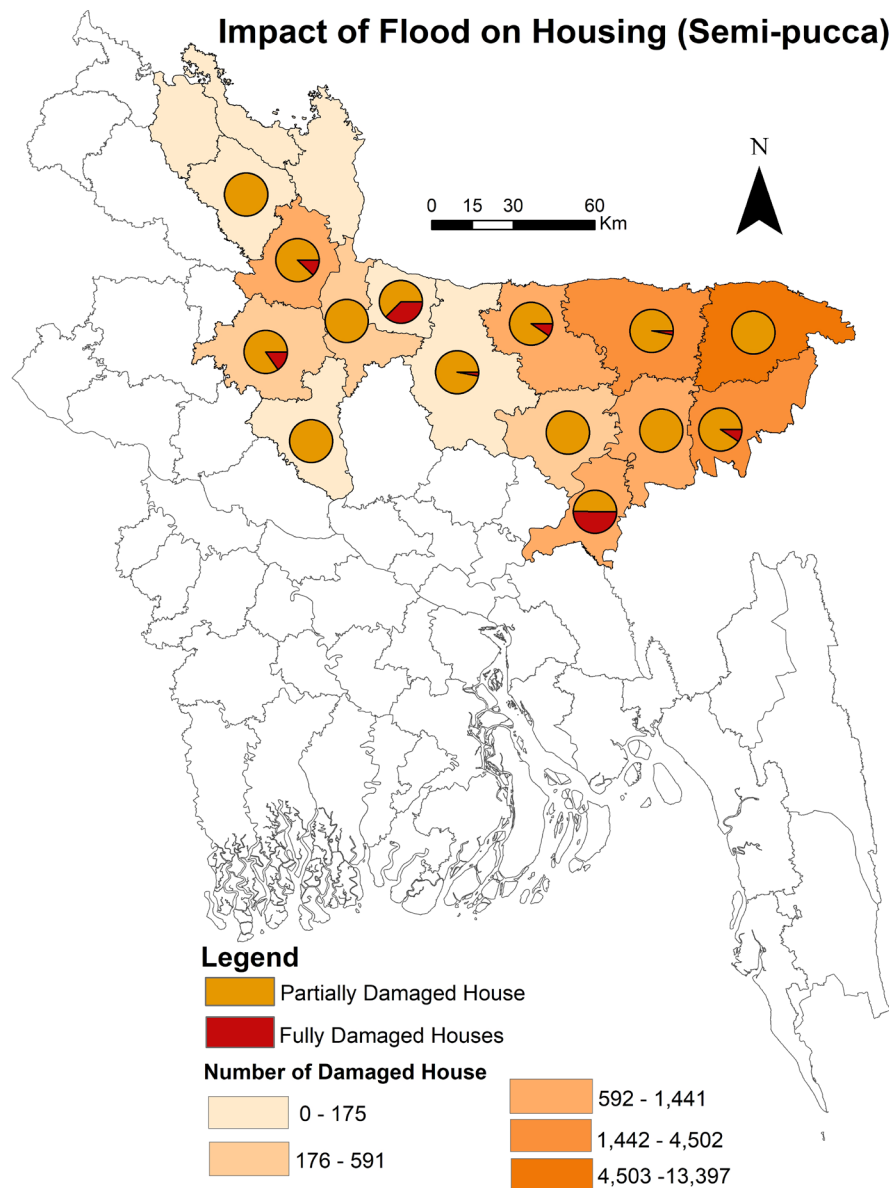 Impact of Flood on Housing (Semi-pucca)
N
0 15 30 60
Km
Legend
Partially Damaged House
Fully Damaged Houses
Number of Damaged House
0 - 175
176 - 591
592 - 1,441
1,442 - 4,502
4,503 -13,397